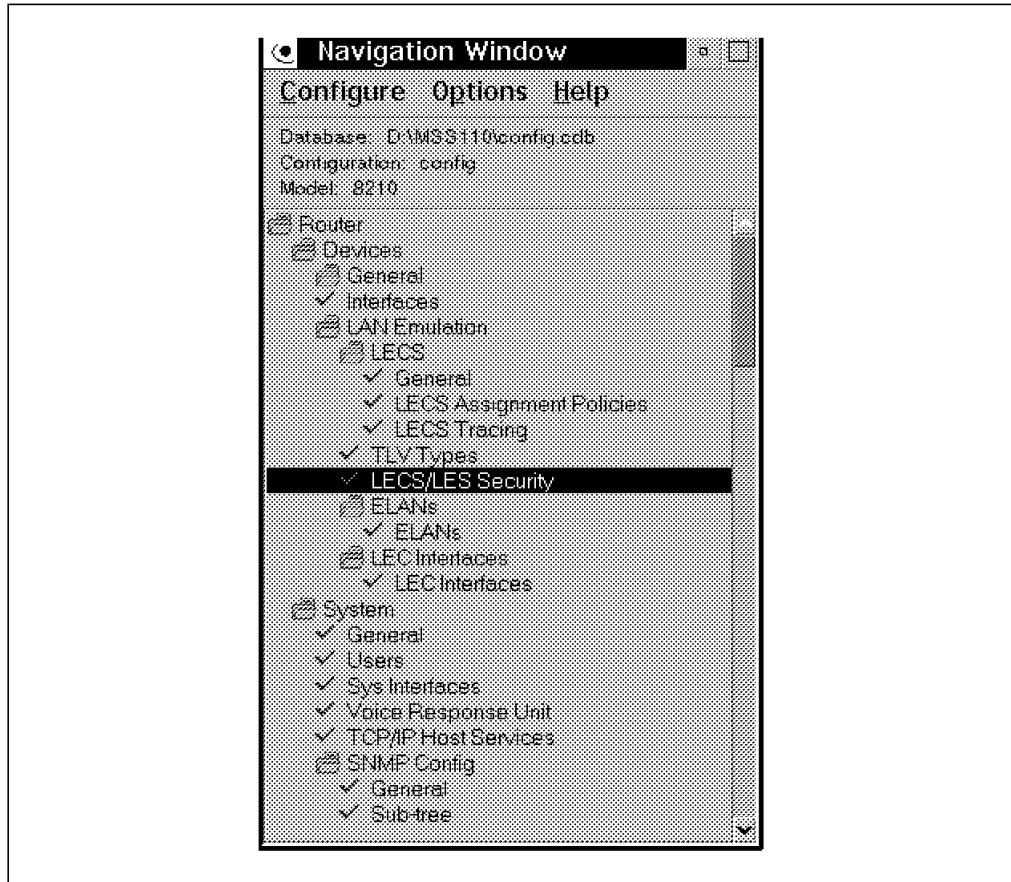 Navigation Window
Configure Options Help
Database: D:\MSS110\config.cdb
Configuration: config
Model: 8210
Router
Devices
General
Interfaces
LAN Emulation
LECS
General
LECS Assignment Policies
LECS Tracing
TLV Types
LECS/LES Security
ELANs
ELANs
LEC Interfaces
LEC Interfaces
System
General
Users
Sys Interfaces
Voice Response Unit
TCP/IP Host Services
SNMP Config
General
Sub-tree